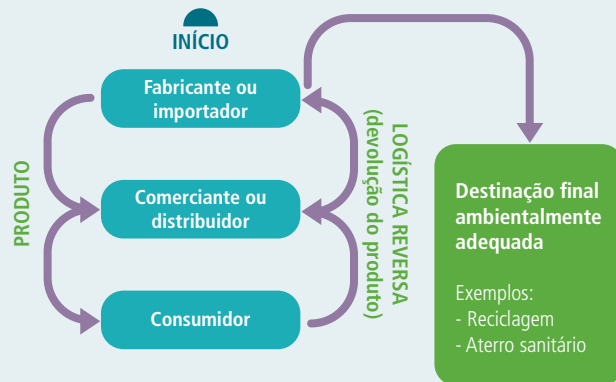 INÍCIO
Fabricante ou
importador
PRODUTO
LOGÍSTICA REVERSA
(devolução do produto)
Comerciante ou
distribuidor
Consumidor
Destinação final
ambientalmente
adequada
Exemplos:
- Reciclagem
- Aterro sanitário